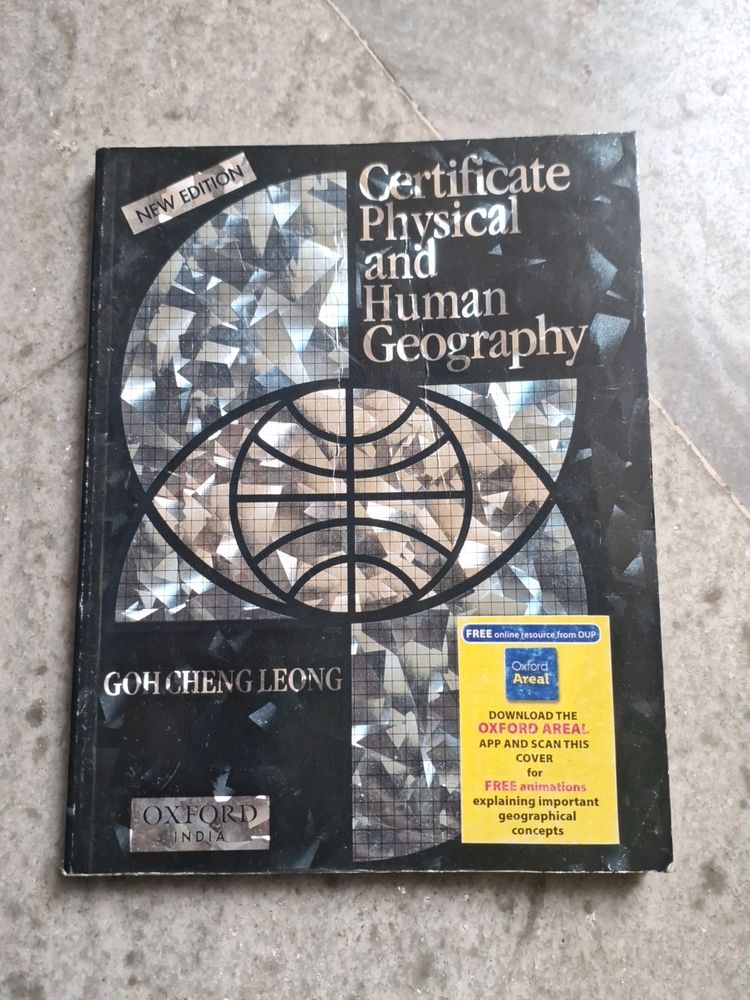 NEW EDITION
Certificate
Physical
and
Human
Geography
GOH CHENG LEONG
OXFORD
INDIA
FREE online resource from OUP
Oxford
Areal
DOWNLOAD THE
OXFORD AREAL
APP AND SCAN THIS
COVER
for
FREE animations
explaining important
geographical
concepts